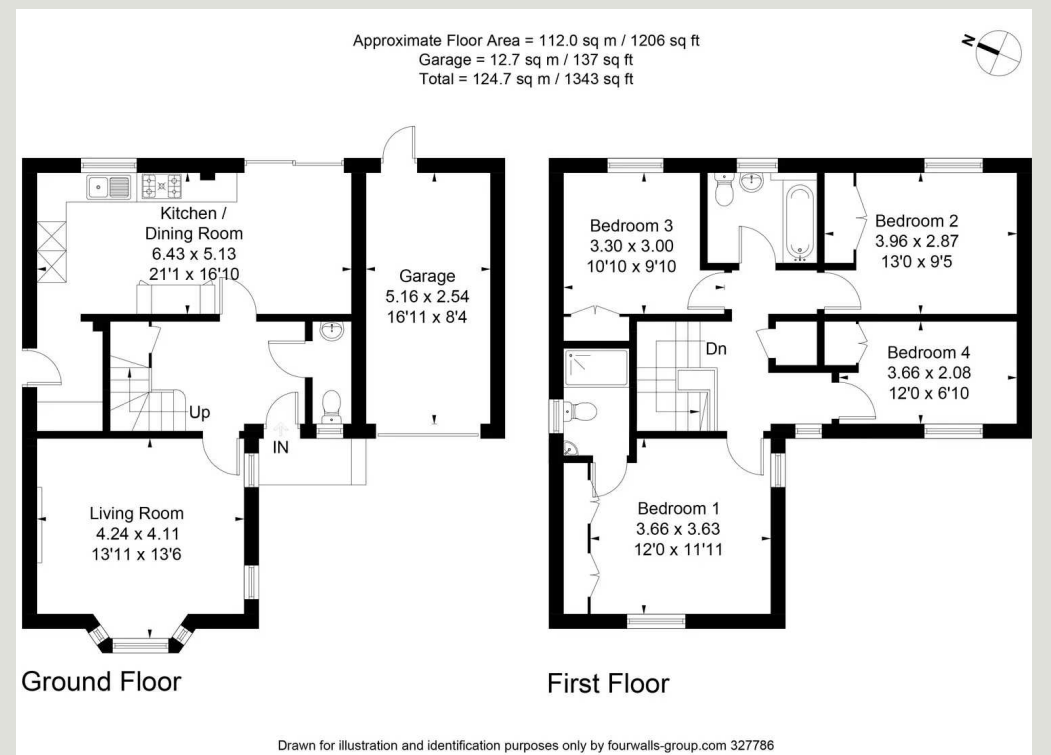 Approximate Floor Area = 112.0 sq m / 1206 sq ft
Garage = 12.7 sq m / 137 sq ft
Total = 124.7 sq m / 1343 sq ft
N
Kitchen /
Dining Room
6.43 x 5.13
21'1 x 16'10
Garage
5.16 x 2.54
16'11 x 8'4
Up
IN
Living Room
4.24 x 4.11
13'11 x 13'6
Ground Floor
Bedroom 3
3.30 x 3.00
10'10 x 9'10
Bedroom 2
3.96 x 2.87
13'0 x 9'5
Dn
Bedroom 4
3.66 x 2.08
12'0 x 6'10
Bedroom 1
3.66 x 3.63
12'0 x 11'11
First Floor
Drawn for illustration and identification purposes only by fourwalls-group.com 327786